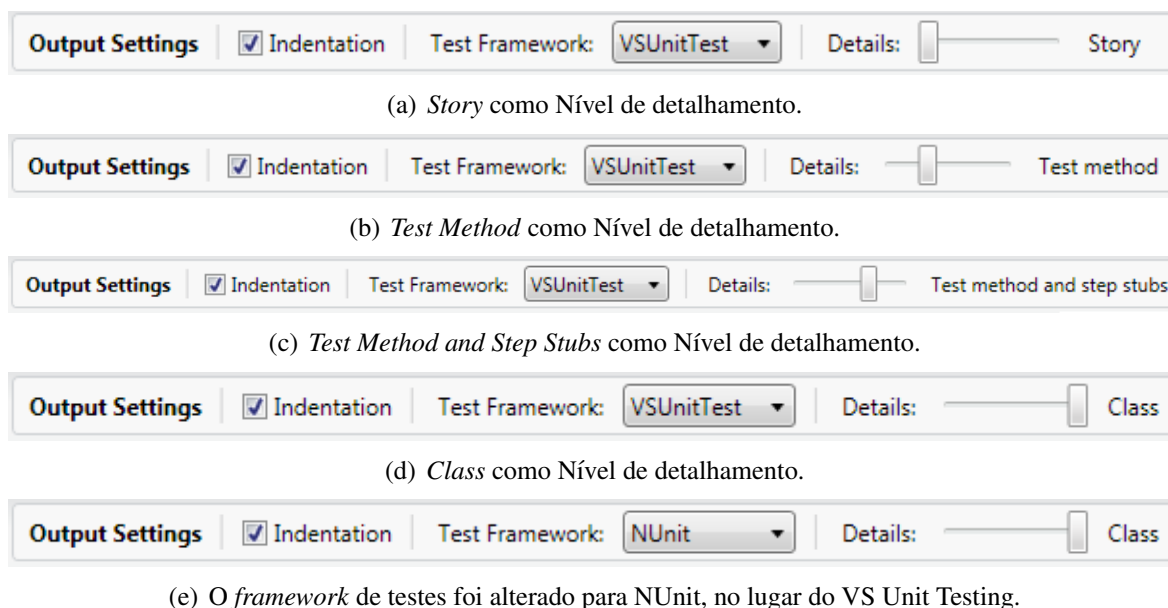 Output Settings Indentation Test Framework: VSUnitTest Details: Story
(a) Story como Nível de detalhamento.
Output Settings Indentation Test Framework: VSUnitTest Details: Test method
(b) Test Method como Nível de detalhamento.
Output Settings Indentation Test Framework: VSUnitTest Details: Test method and step stubs
(c) Test Method and Step Stubs como Nível de detalhamento.
Output Settings Indentation Test Framework: VSUnitTest Details: Class
(d) Class como Nível de detalhamento.
Output Settings Indentation Test Framework: NUnit Details: Class
(e) O framework de testes foi alterado para NUnit, no lugar do VS Unit Testing.